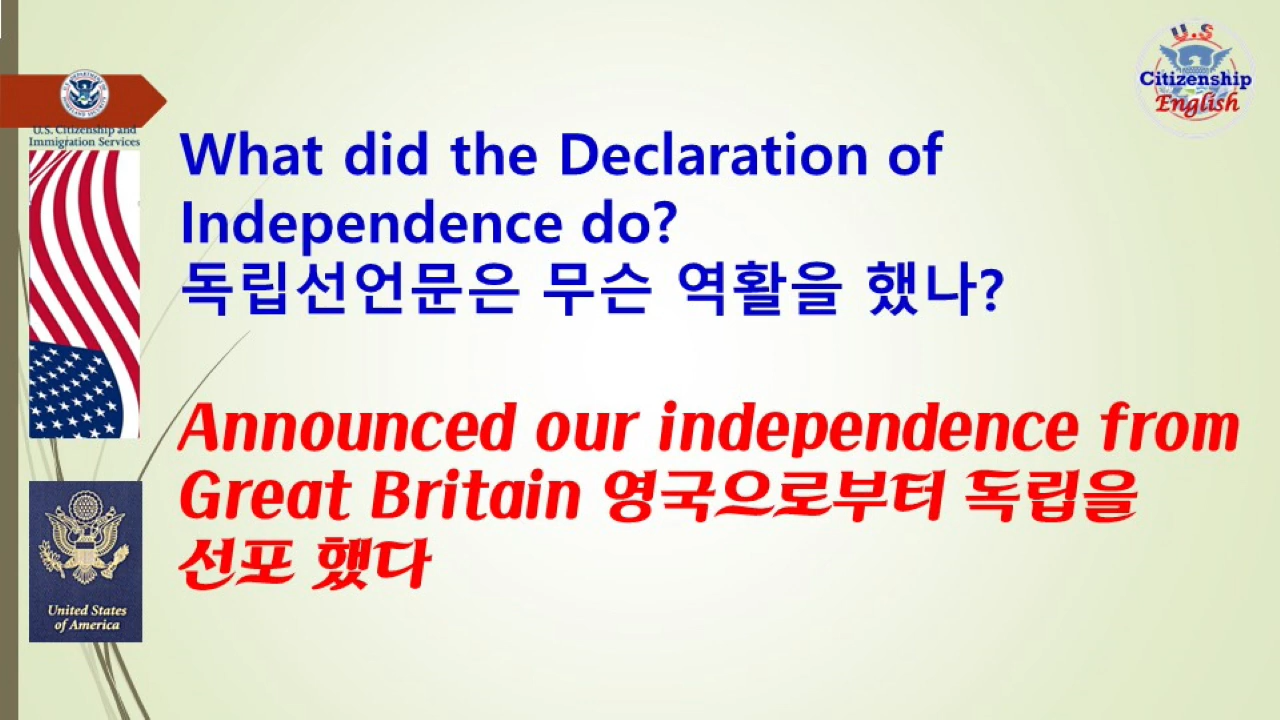 U.S
Citizenship
English
U.S. Citizenship and
Immigration Services
What did the Declaration of
Independence do?
독립선언문은 무슨 역활을 했나?
Announced our independence from
Great Britain 영국으로부터 독립을
선포 했다
United States
of America